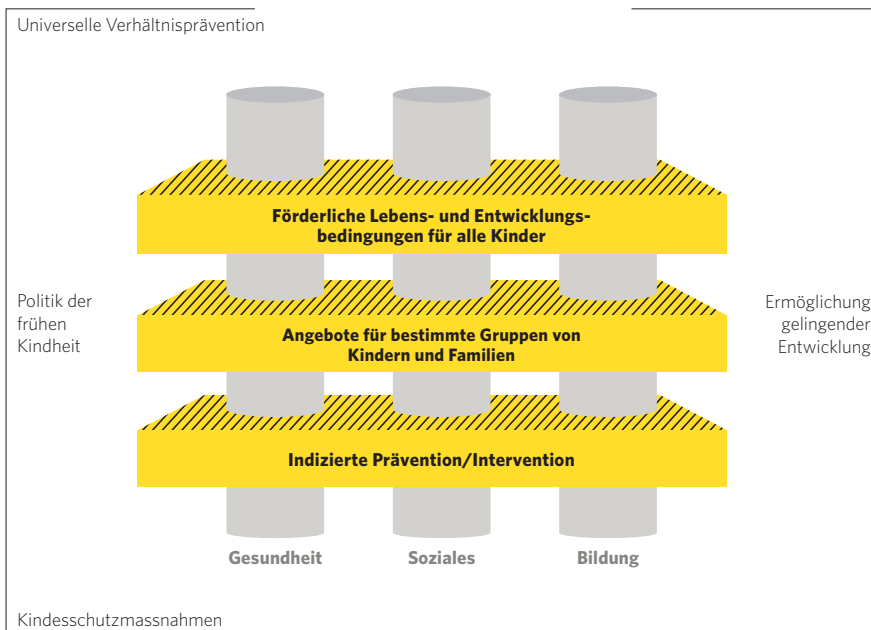 Universelle Verhältnisprävention
Förderliche Lebens- und Entwicklungs-
bedingungen für alle Kinder
Politik der
frühen
Kindheit
Angebote für bestimmte Gruppen von
Kindern und Familien
Ermöglichung
gelingender
Entwicklung
Indizierte Prävention/Intervention
Gesundheit
Soziales
Bildung
Kindesschutzmassnahmen